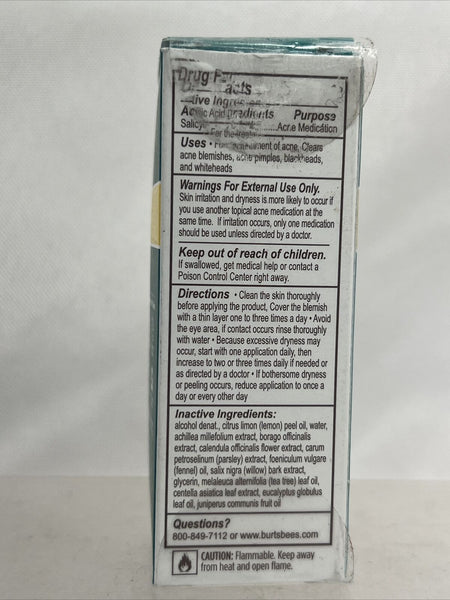 Drug
Facts
Active Ingredients Purpose
Salicylic Acid Acne Medication
Uses • For the treatment of acne. Clears
acne blemishes, acne pimples, blackheads,
and whiteheads
Warnings For External Use Only.
Skin irritation and dryness is more likely to occur if
you use another topical acne medication at the
same time. If irritation occurs, only one medication
should be used unless directed by a doctor.
Keep out of reach of children.
If swallowed, get medical help or contact a
Poison Control Center right away.
Directions • Clean the skin thoroughly
before applying the product, Cover the blemish
with a thin layer one to three times a day • Avoid
the eye area, if contact occurs rinse thoroughly
with water • Because excessive dryness may
occur, start with one application daily, then
increase to two or three times daily if needed or
as directed by a doctor • If bothersome dryness
or peeling occurs, reduce application to once a
day or every other day
Inactive Ingredients:
alcohol denat., citrus limon (lemon) peel oil, water,
achillea millefolium extract, borago officinalis
extract, calendula officinalis flower extract, carum
petroselinum (parsley) extract, foeniculum vulgare
(fennel) oil, salix nigra (willow) bark extract,
glycerin, melaleuca alternifolia (tea tree) leaf oil,
centella asiatica leaf extract, eucalyptus globulus
leaf oil, juniperus communis fruit oil
Questions?
800-849-7112 or www.burtsbees.com
CAUTION: Flammable. Keep away
from heat and open flame.